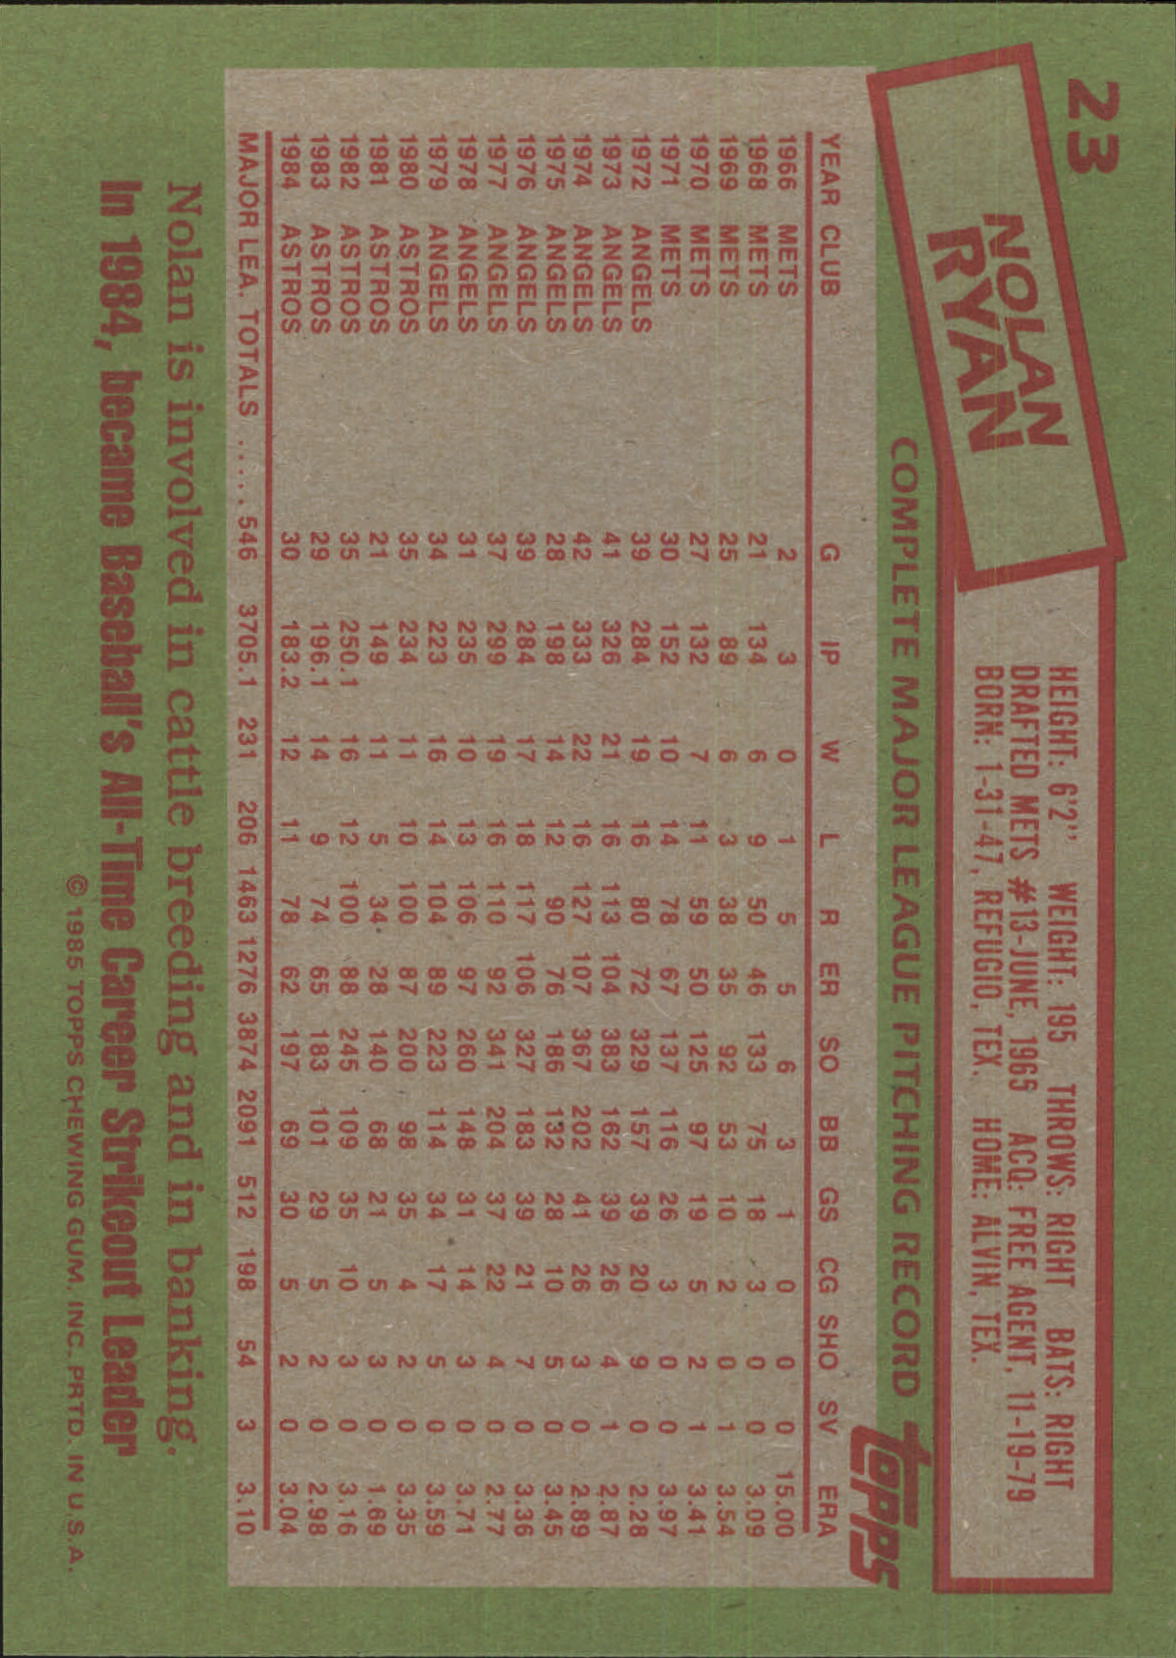 23
NOLAN
RYAN
HEIGHT: 6'2" WEIGHT: 195 THROWS: RIGHT BATS: RIGHT
DRAFTED METS #13-JUNE, 1965 ACQ: FREE AGENT, 11-19-79
BORN: 1-31-47, REFUGIO, TEX. HOME: ALVIN, TEX.
COMPLETE MAJOR LEAGUE PITCHING RECORD
topps
YEAR CLUB G IP W L R ER SO BB GS CG SHO SV ERA
1966 METS 2 3 0 1 5 5 6 3 1 0 0 0 15.00
1968 METS 21 134 6 9 50 46 133 75 18 3 0 0 3.09
1969 METS 25 89 6 3 38 35 92 53 10 2 0 1 3.54
1970 METS 27 132 7 11 59 50 125 97 19 5 2 1 3.41
1971 METS 30 152 10 14 78 67 137 116 26 3 0 0 3.97
1972 ANGELS 39 284 19 16 80 72 329 157 39 20 9 0 2.28
1973 ANGELS 41 326 21 16 113 104 383 162 39 26 4 1 2.87
1974 ANGELS 42 333 22 16 127 107 367 202 41 26 3 0 2.89
1975 ANGELS 28 198 14 12 90 76 186 132 28 10 5 0 3.45
1976 ANGELS 39 284 17 18 117 106 327 183 39 21 7 0 3.36
1977 ANGELS 37 299 19 16 110 92 341 204 37 22 4 0 2.77
1978 ANGELS 31 235 10 13 106 97 260 148 31 14 3 0 3.71
1979 ANGELS 34 223 16 14 104 89 223 114 34 17 5 0 3.59
1980 ASTROS 35 234 11 10 100 87 200 98 35 4 2 0 3.35
1981 ASTROS 21 149 11 5 34 28 140 68 21 5 3 0 1.69
1982 ASTROS 35 250.1 16 12 100 88 245 109 35 10 3 0 3.16
1983 ASTROS 29 196.1 14 9 74 65 183 101 29 5 2 0 2.98
1984 ASTROS 30 183.2 12 11 78 62 197 69 30 5 2 0 3.04
MAJOR LEA. TOTALS ..... 546 3705.1 231 206 1463 1276 3874 2091 512 198 54 3 3.10
Nolan is involved in cattle breeding and in banking.
In 1984, became Baseball's All-Time Career Strikeout Leader
© 1985 TOPPS CHEWING GUM, INC. PRTD. IN U.S.A.